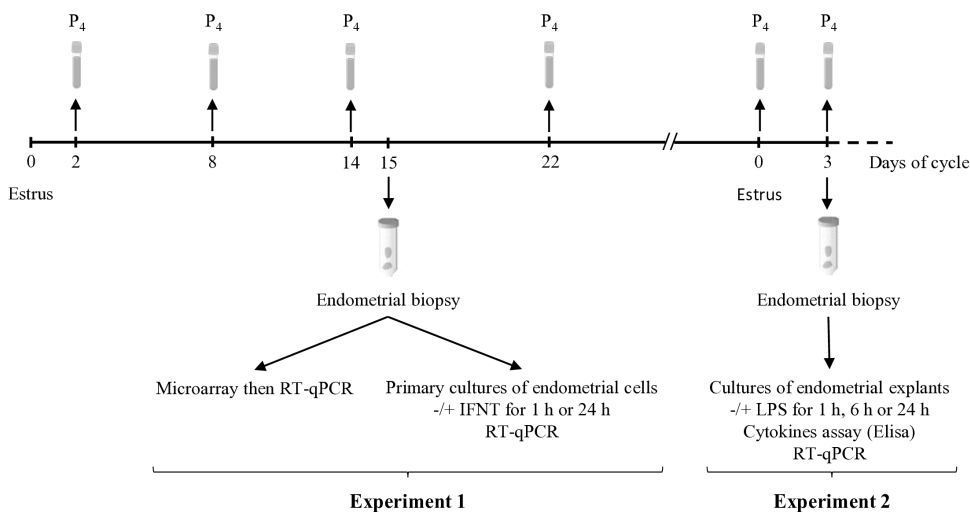 P4 P4 P4 P4 P4 P4
0 2 8 14 15 22 0 3 Days of cycle
Estrus Estrus
Endometrial biopsy Endometrial biopsy
Microarray then RT-qPCR
Primary cultures of endometrial cells
-/+ IFNT for 1 h or 24 h
RT-qPCR
Cultures of endometrial explants
-/+ LPS for 1 h, 6 h or 24 h
Cytokines assay (Elisa)
RT-qPCR
Experiment 1 Experiment 2